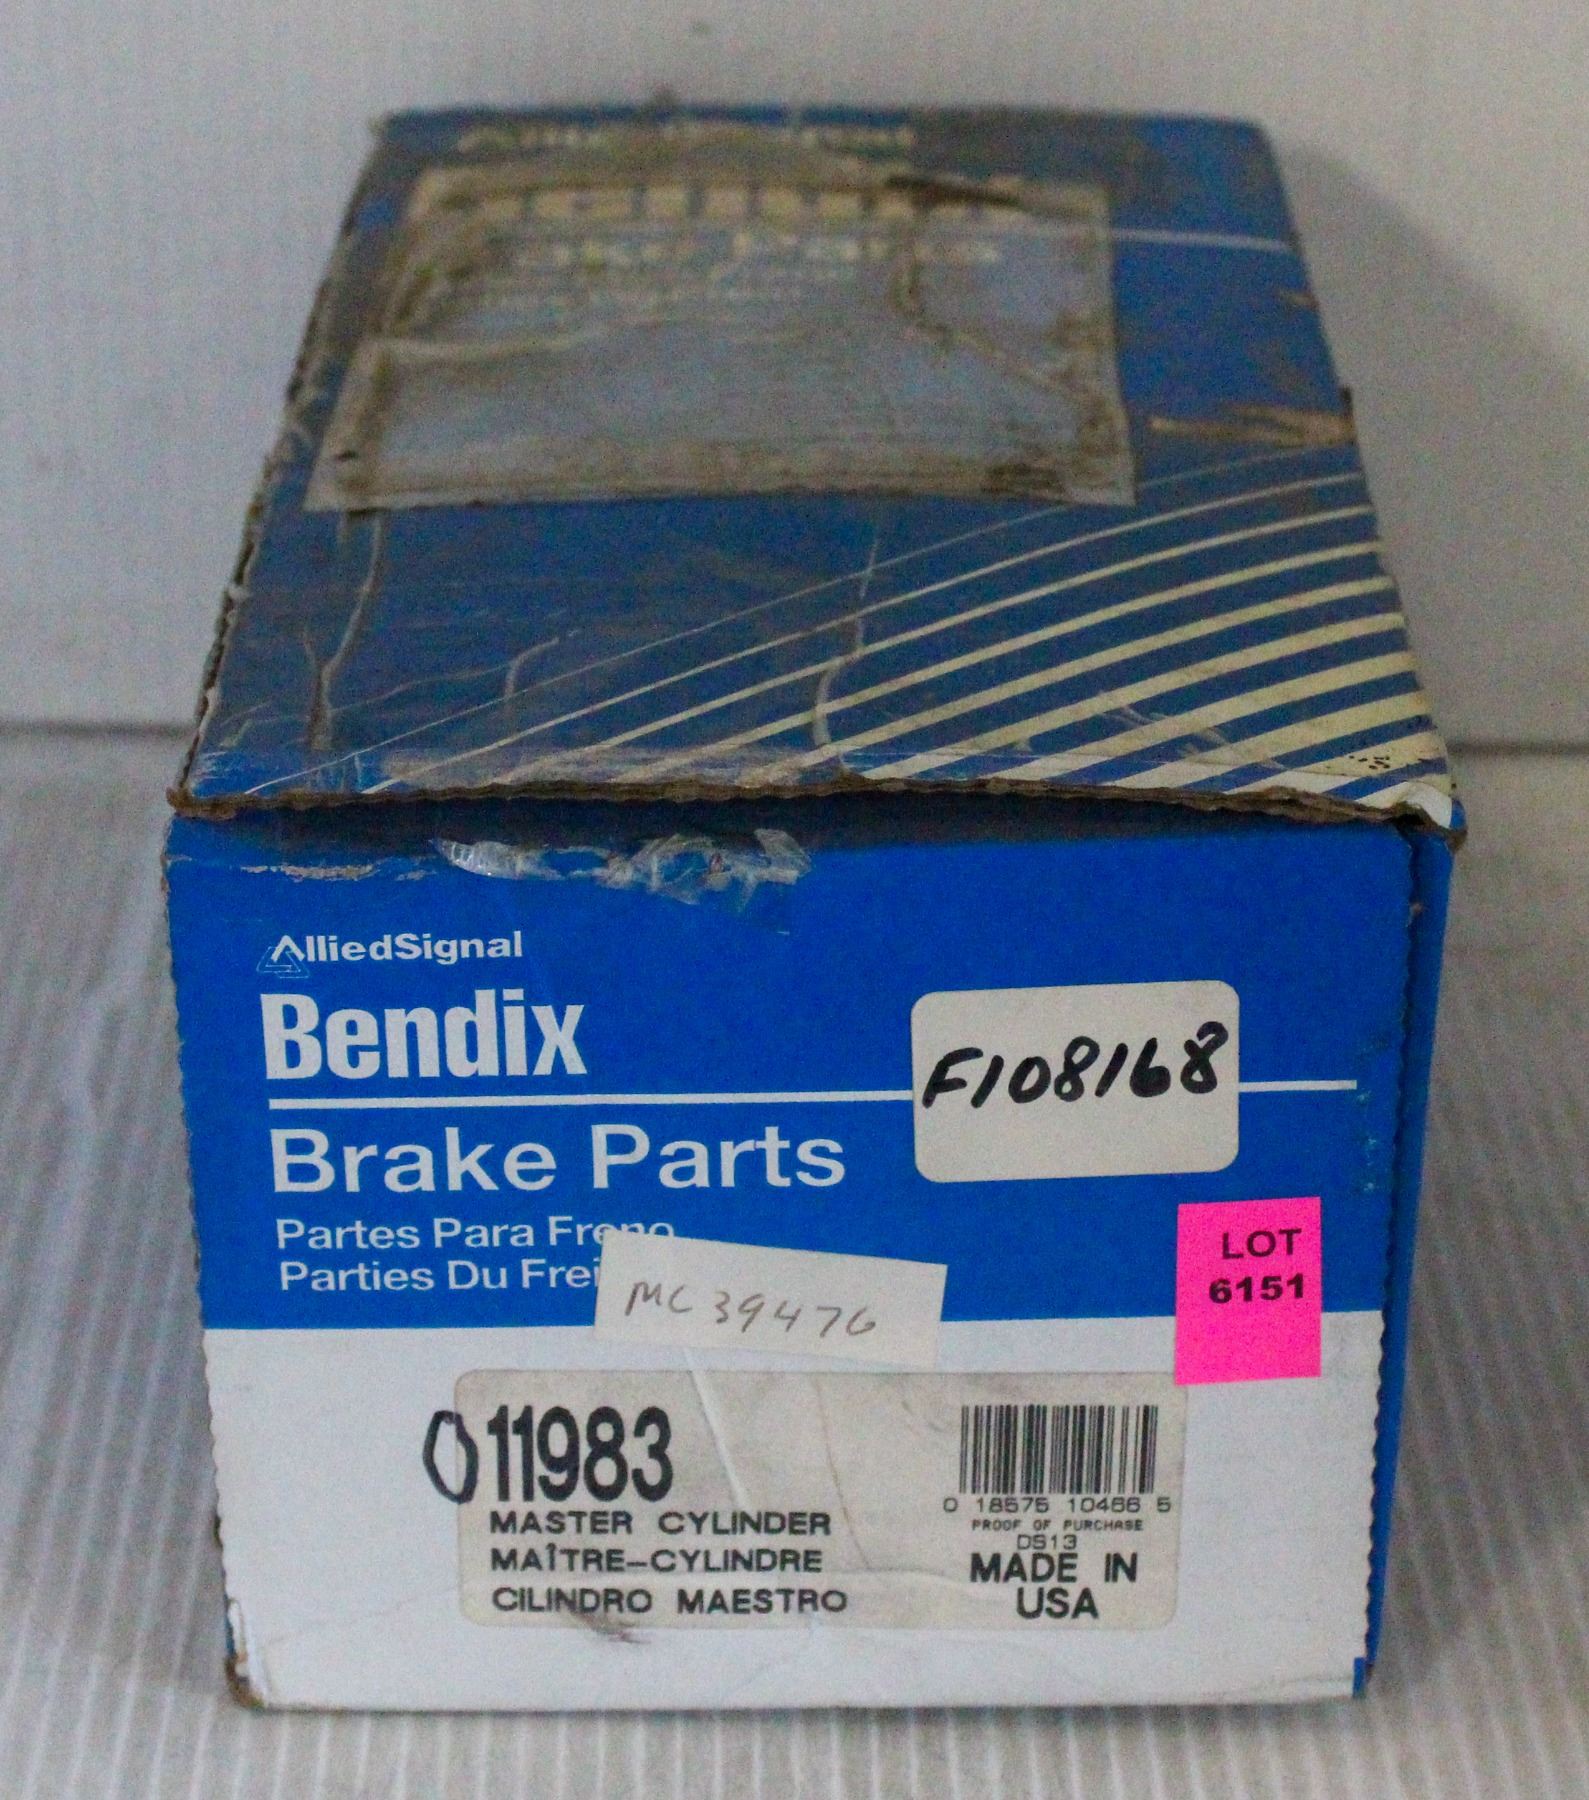 AlliedSignal
Bendix
F108168
Brake Parts
Partes Para Freno
Parties Du Frei
MC 39476
LOT
6151
011983
MASTER CYLINDER
MAÎTRE-CYLINDRE
CILINDRO MAESTRO
0 18575 10466 5
PROOF OF PURCHASE
DS13
MADE IN
USA